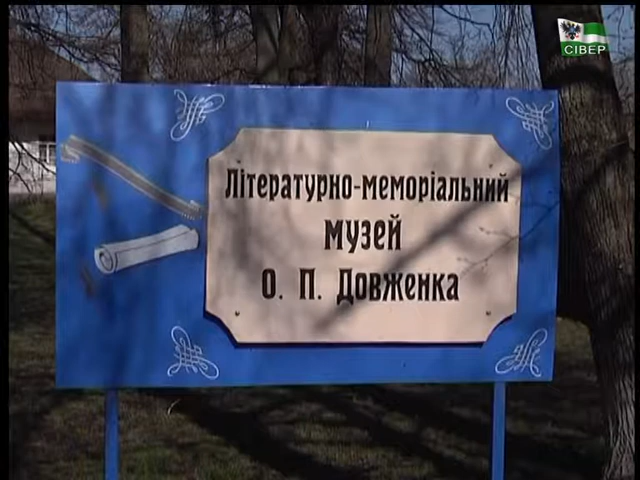 СІВЕР
Літературно-меморіальний
музей
О. П. Довженка